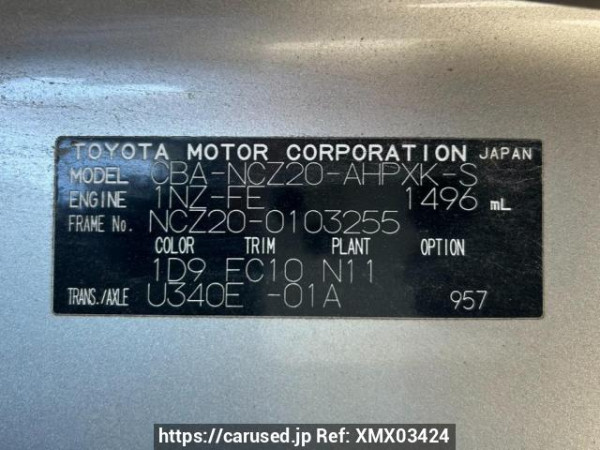 TOYOTA MOTOR CORPORATION JAPAN
MODEL CBA-NCZ20-AHPXK-S
ENGINE 1NZ-FE 1496 mL
FRAME No. NCZ20-0103255
COLOR TRIM PLANT OPTION
1D9 FC10 N11
TRANS./AXLE U340E -01A 957
https://carused.jp Ref: XMX03424